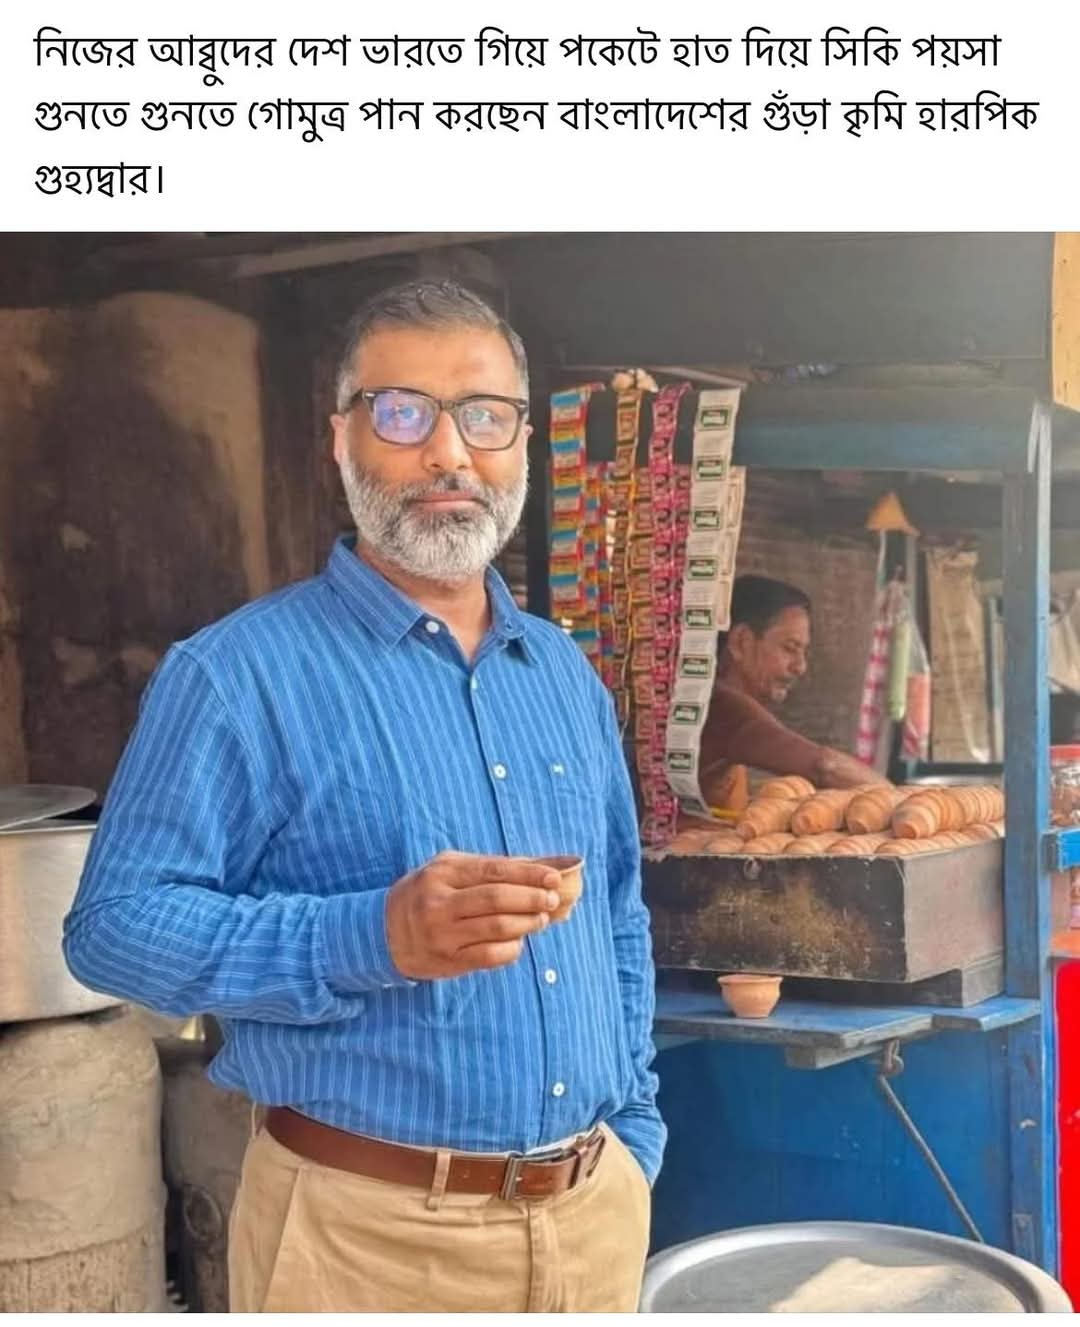 নিজের আব্বুদের দেশ ভারতে গিয়ে পকেটে হাত দিয়ে সিকি পয়সা
গুনতে গুনতে গোমুত্র পান করছেন বাংলাদেশের গুঁড়া কৃমি হারপিক
গুহ্যদ্বার।